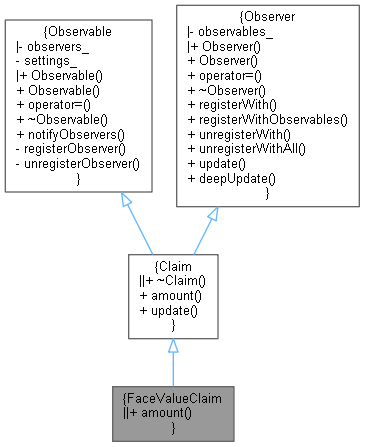 {Observable
|- observers_
- settings_
|+ Observable()
+ Observable()
+ operator=()
+ ~Observable()
+ notifyObservers()
- registerObserver()
- unregisterObserver()
}
{Observer
|- observables_
|+ Observer()
+ Observer()
+ operator=()
+ ~Observer()
+ registerWith()
+ registerWithObservables()
+ unregisterWith()
+ unregisterWithAll()
+ update()
+ deepUpdate()
}
{Claim
||+ ~Claim()
+ amount()
+ update()
}
{FaceValueClaim
||+ amount()
}